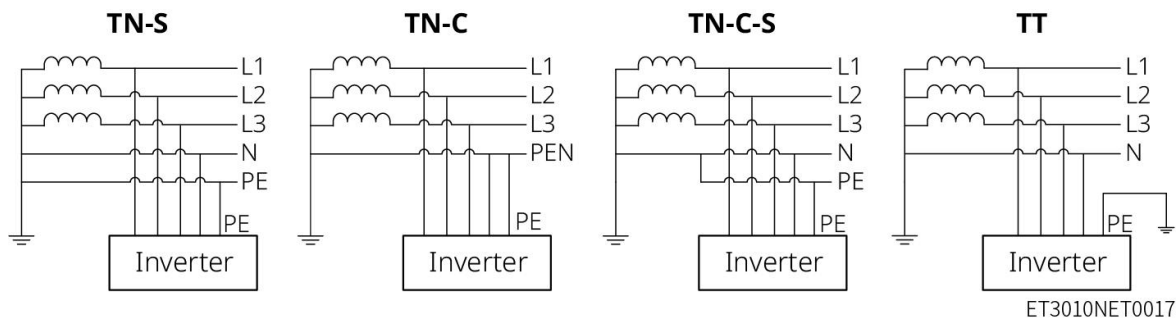 TN-S TN-C TN-C-S TT
L1 L1 L1 L1
L2 L2 L2 L2
L3 L3 L3 L3
N PEN N N
PE PE
PE PE PE PE
Inverter Inverter Inverter Inverter
ET3010NET0017